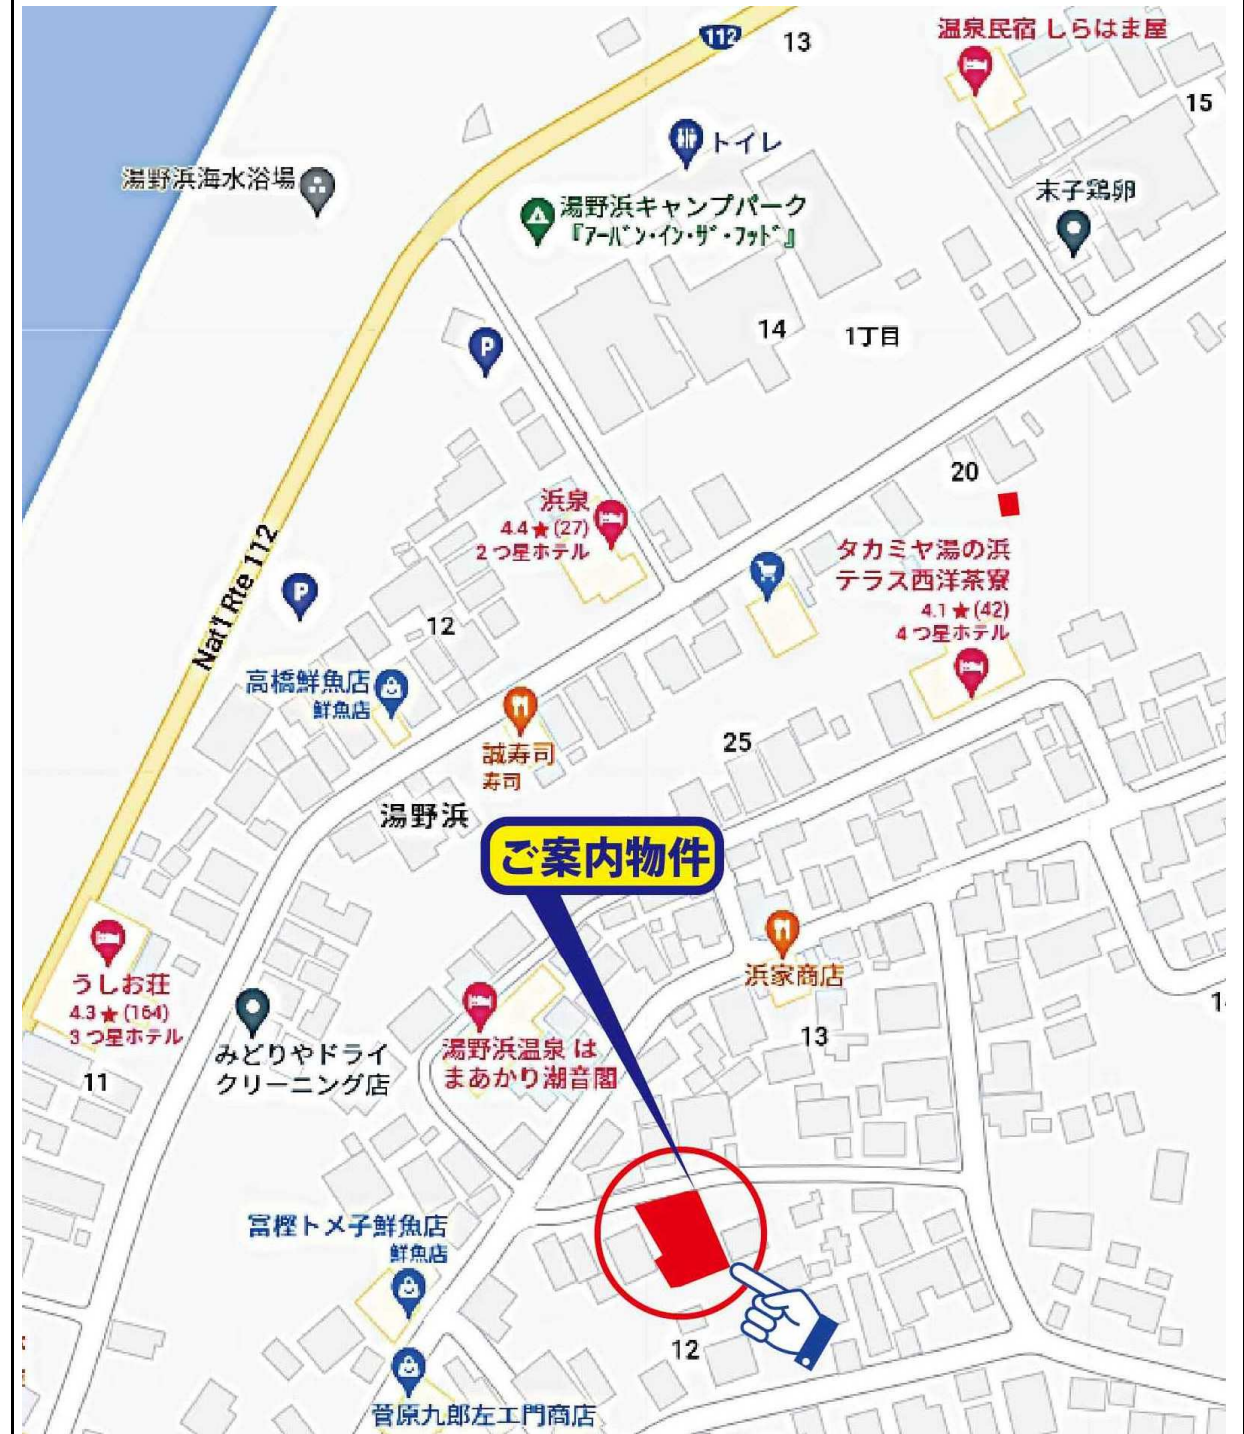 温泉民宿 しらはま屋
112
13
15
トイレ
湯野浜海水浴場
末子鶏卵
湯野浜キャンプパーク
『アーバン・イン・ザ・フッド』
14
1丁目
P
20
浜泉
4.4★(27)
2つ星ホテル
タカミヤ湯の浜
テラス西洋茶寮
4.1★(42)
4つ星ホテル
Nat'l Rte 112
P
12
高橋鮮魚店
鮮魚店
誠寿司
寿司
25
湯野浜
ご案内物件
浜家商店
うしお荘
4.3★(164)
3つ星ホテル
みどりやドライ
クリーニング店
湯野浜温泉 は
まあかり潮音閣
13
11
冨樫トメ子鮮魚店
鮮魚店
12
菅原九郎左エ門商店